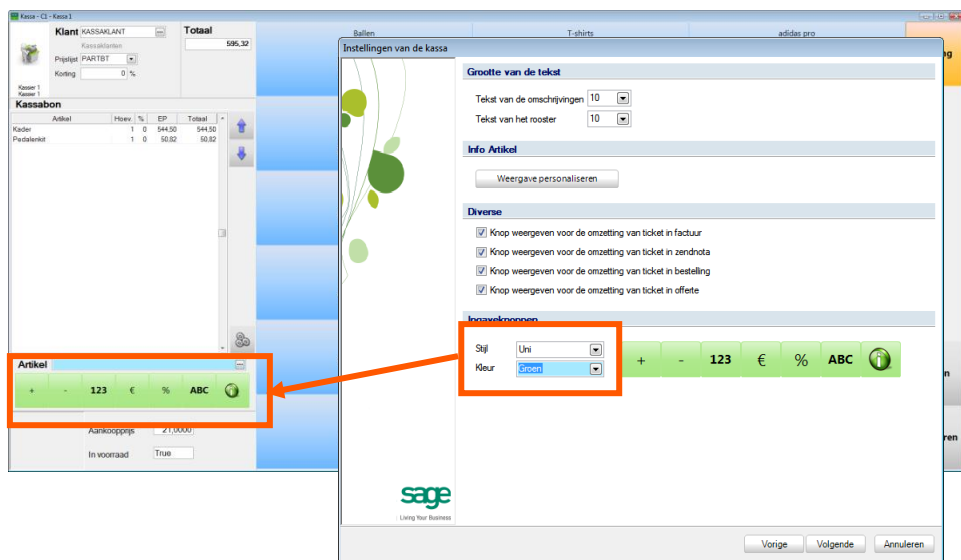 Kassa - C1 - Kassa 1
Klant KASSAKLANT ... Totaal
Kassaklanten 595,32
Prijslijst PARTBT
Korting 0 %
Kassier 1
Kassier 1
Kassabon
Artikel Hoev. % EP Totaal
Kader 1 0 544,50 544,50
Pedalenkit 1 0 50,82 50,82
Artikel ...
+ - 123 € % ABC
Aankoopprijs 21,0000
In voorraad True
Ballen T-shirts adidas pro
ng
n
ren
Instellingen van de kassa
Grootte van de tekst
Tekst van de omschrijvingen 10
Tekst van het rooster 10
Info Artikel
Weergave personaliseren
Diverse
Knop weergeven voor de omzetting van ticket in factuur
Knop weergeven voor de omzetting van ticket in zendnota
Knop weergeven voor de omzetting van ticket in bestelling
Knop weergeven voor de omzetting van ticket in offerte
Ingaveknoppen
Stijl Uni
Kleur Groen
+ - 123 € % ABC
sage
Living Your Business
Vorige Volgende Annuleren